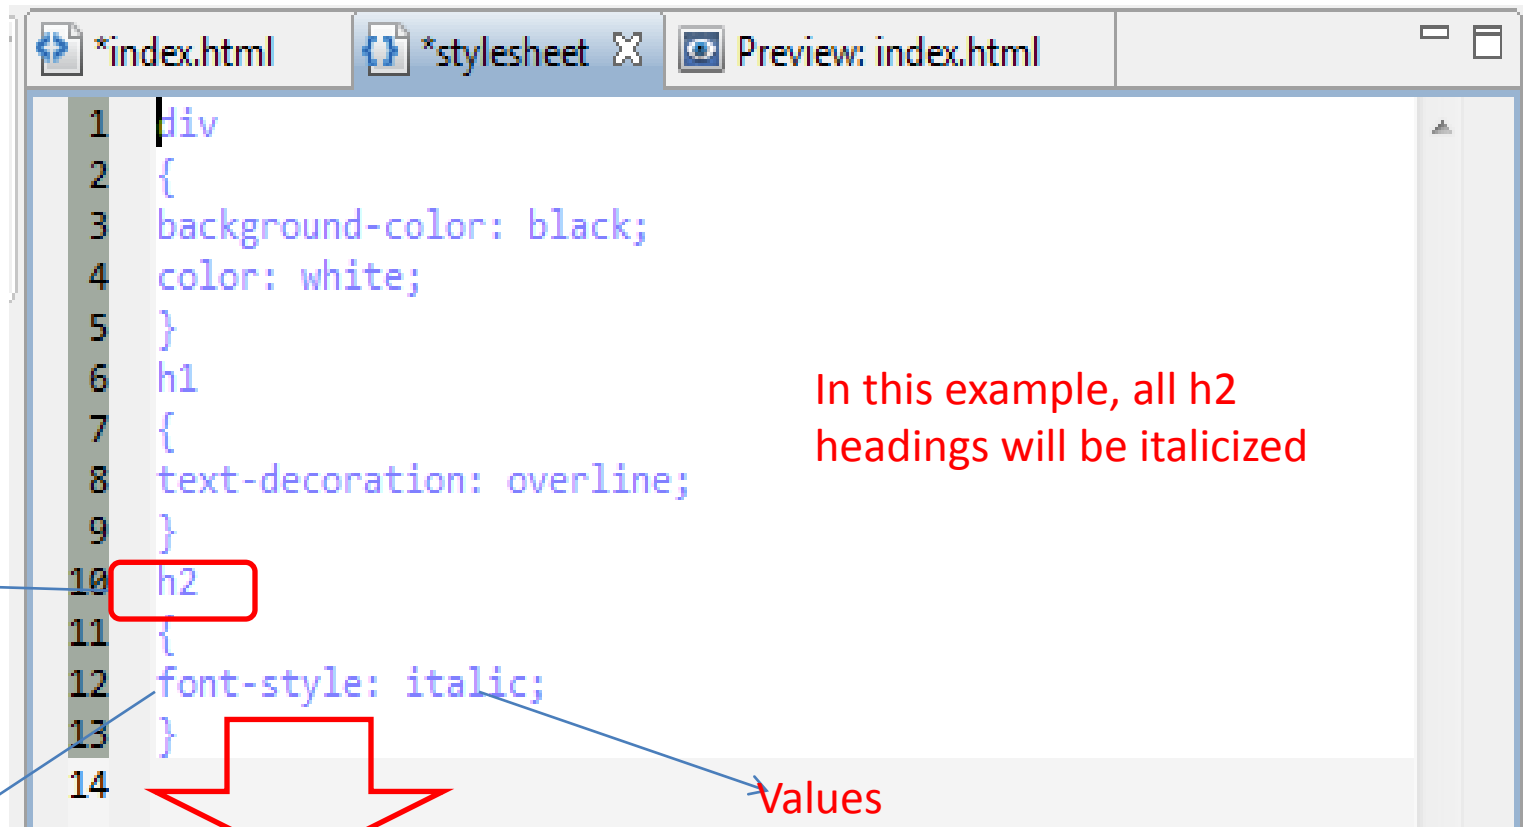 *index.html *stylesheet Preview: index.html
1 div
2 {
3 background-color: black;
4 color: white;
5 }
6 h1
7 {
8 text-decoration: overline;
9 }
10 h2
11 {
12 font-style: italic;
13 }
14
In this example, all h2
headings will be italicized
Values